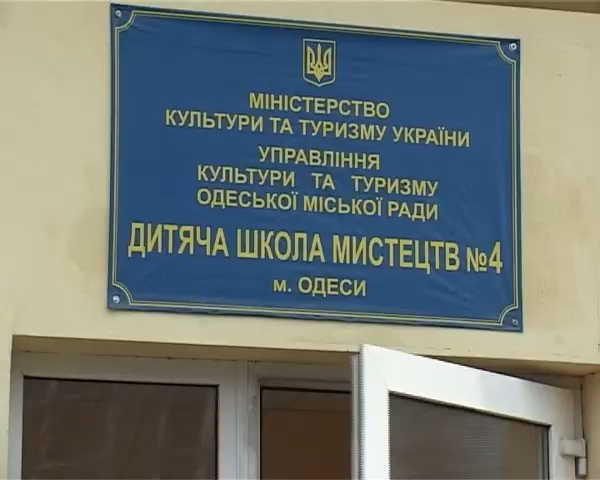 МІНІСТЕРСТВО
КУЛЬТУРИ ТА ТУРИЗМУ УКРАЇНИ
УПРАВЛІННЯ
КУЛЬТУРИ ТА ТУРИЗМУ
ОДЕСЬКОЇ МІСЬКОЇ РАДИ
ДИТЯЧА ШКОЛА МИСТЕЦТВ №4
м. ОДЕСИ